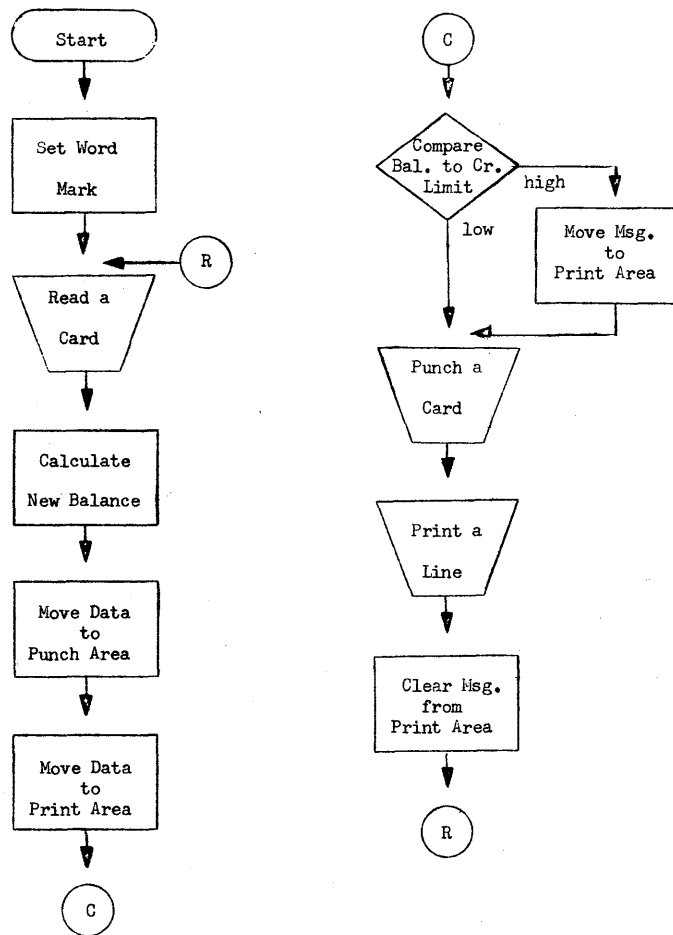 Start
Set Word
Mark
R
Read a
Card
Calculate
New Balance
Move Data
to
Punch Area
Move Data
to
Print Area
C
C
Compare
Bal. to Cr.
Limit
high
low
Move Msg.
to
Print Area
Punch a
Card
Print a
Line
Clear Msg.
from
Print Area
R